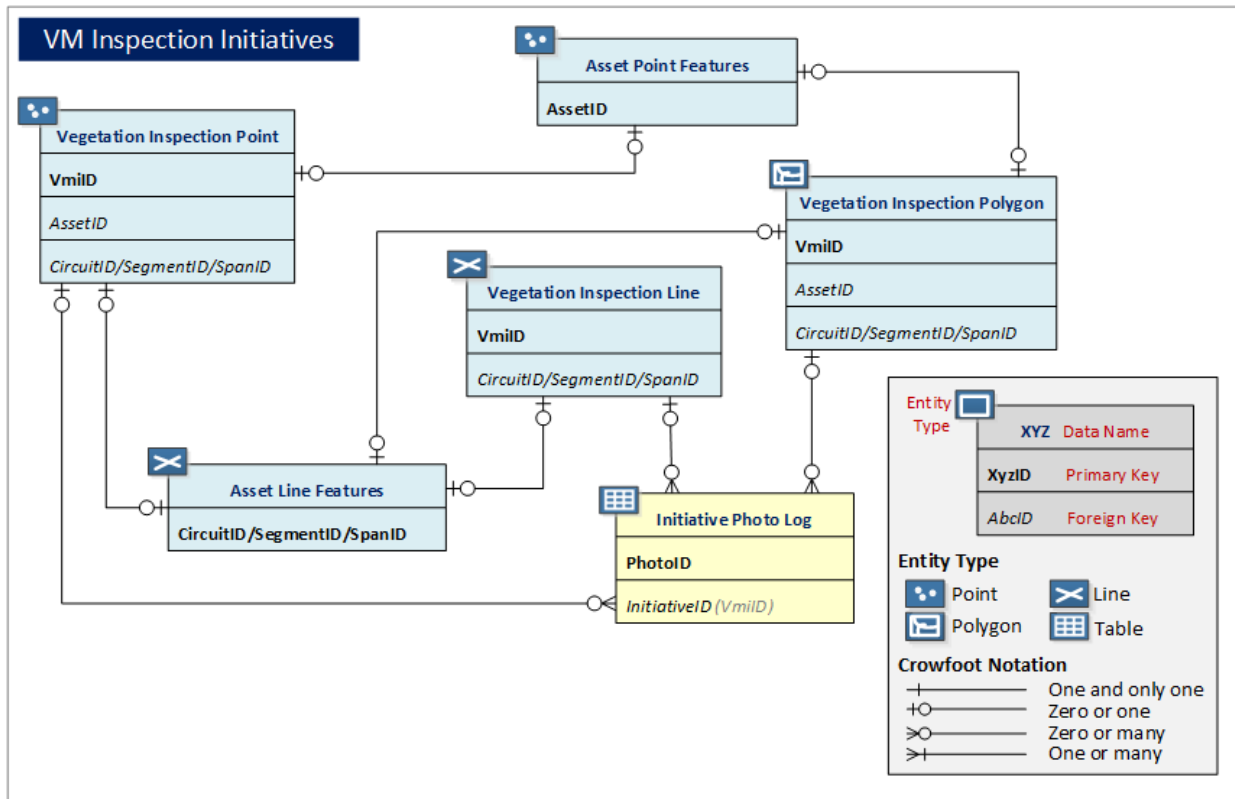 VM Inspection Initiatives
Asset Point Features
AssetID
Vegetation Inspection Point
VmiID
AssetID
CircuitID/SegmentID/SpanID
Vegetation Inspection Polygon
VmiID
AssetID
CircuitID/SegmentID/SpanID
Vegetation Inspection Line
VmiID
CircuitID/SegmentID/SpanID
Asset Line Features
CircuitID/SegmentID/SpanID
Initiative Photo Log
PhotoID
InitiativeID (VmiID)
Entity
Type
XYZ Data Name
XyzID Primary Key
AbcID Foreign Key
Entity Type
Point
Line
Polygon
Table
Crowfoot Notation
One and only one
Zero or one
Zero or many
One or many